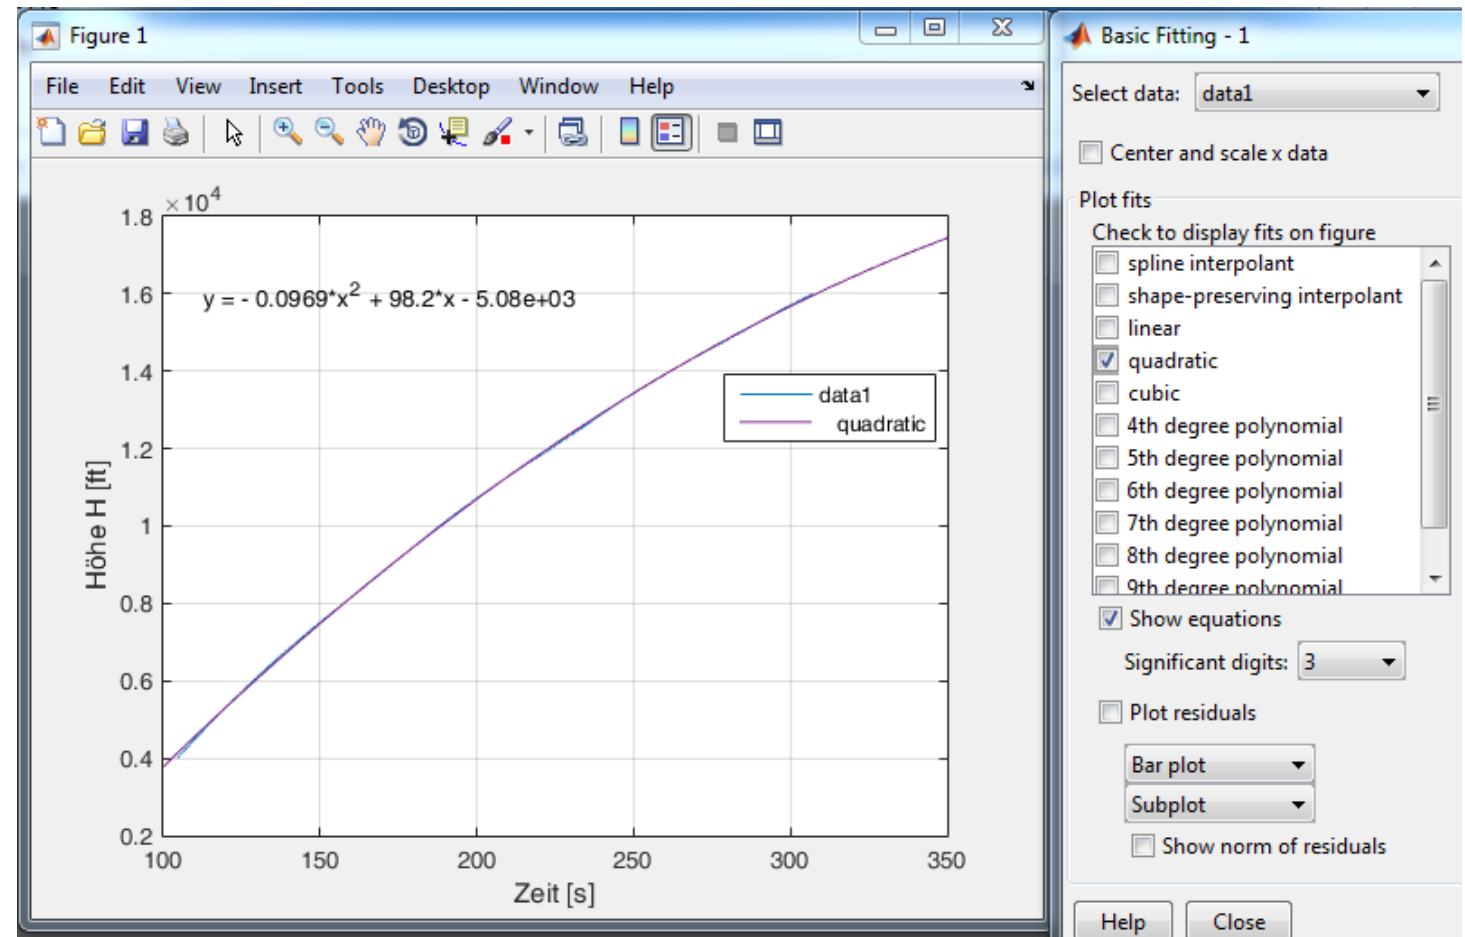 Figure 1
File Edit View Insert Tools Desktop Window Help
×10^4
1.8
1.6
1.4
1.2
1
0.8
0.6
0.4
0.2
y = - 0.0969*x^2 + 98.2*x - 5.08e+03
data1
quadratic
Höhe H [ft]
100 150 200 250 300 350
Zeit [s]
Basic Fitting - 1
Select data: data1
Center and scale x data
Plot fits
Check to display fits on figure
spline interpolant
shape-preserving interpolant
linear
quadratic
cubic
4th degree polynomial
5th degree polynomial
6th degree polynomial
7th degree polynomial
8th degree polynomial
9th degree polynomial
Show equations
Significant digits: 3
Plot residuals
Bar plot
Subplot
Show norm of residuals
Help Close